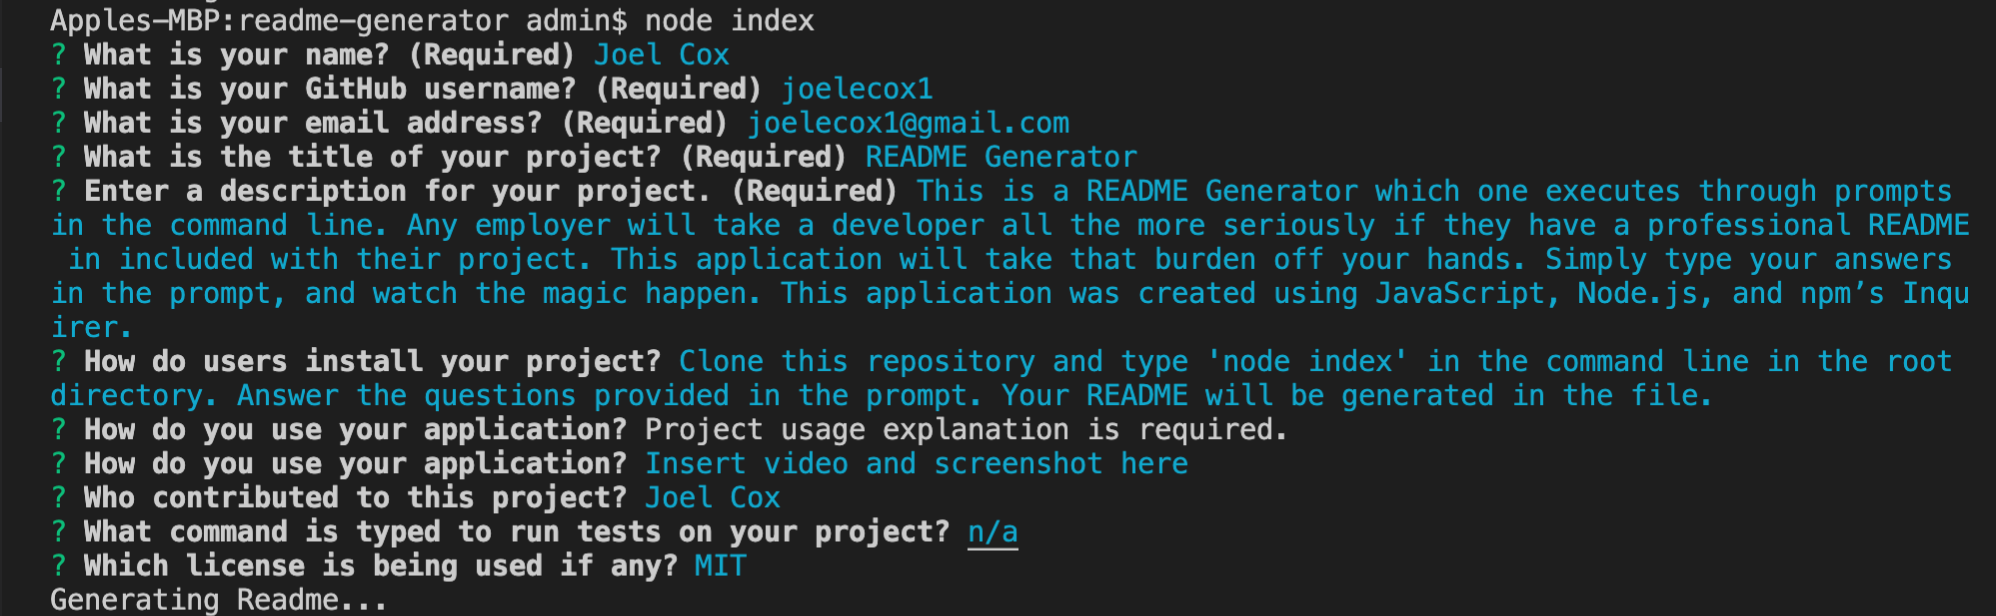 Apples-MBP:readme-generator admin$ node index
? What is your name? (Required) Joel Cox
? What is your GitHub username? (Required) joelecox1
? What is your email address? (Required) joelecox1@gmail.com
? What is the title of your project? (Required) README Generator
? Enter a description for your project. (Required) This is a README Generator which one executes through prompts
in the command line. Any employer will take a developer all the more seriously if they have a professional README
 in included with their project. This application will take that burden off your hands. Simply type your answers
in the prompt, and watch the magic happen. This application was created using JavaScript, Node.js, and npm’s Inqu
irer.
? How do users install your project? Clone this repository and type 'node index' in the command line in the root
directory. Answer the questions provided in the prompt. Your README will be generated in the file.
? How do you use your application? Project usage explanation is required.
? How do you use your application? Insert video and screenshot here
? Who contributed to this project? Joel Cox
? What command is typed to run tests on your project? n/a
? Which license is being used if any? MIT
Generating Readme...